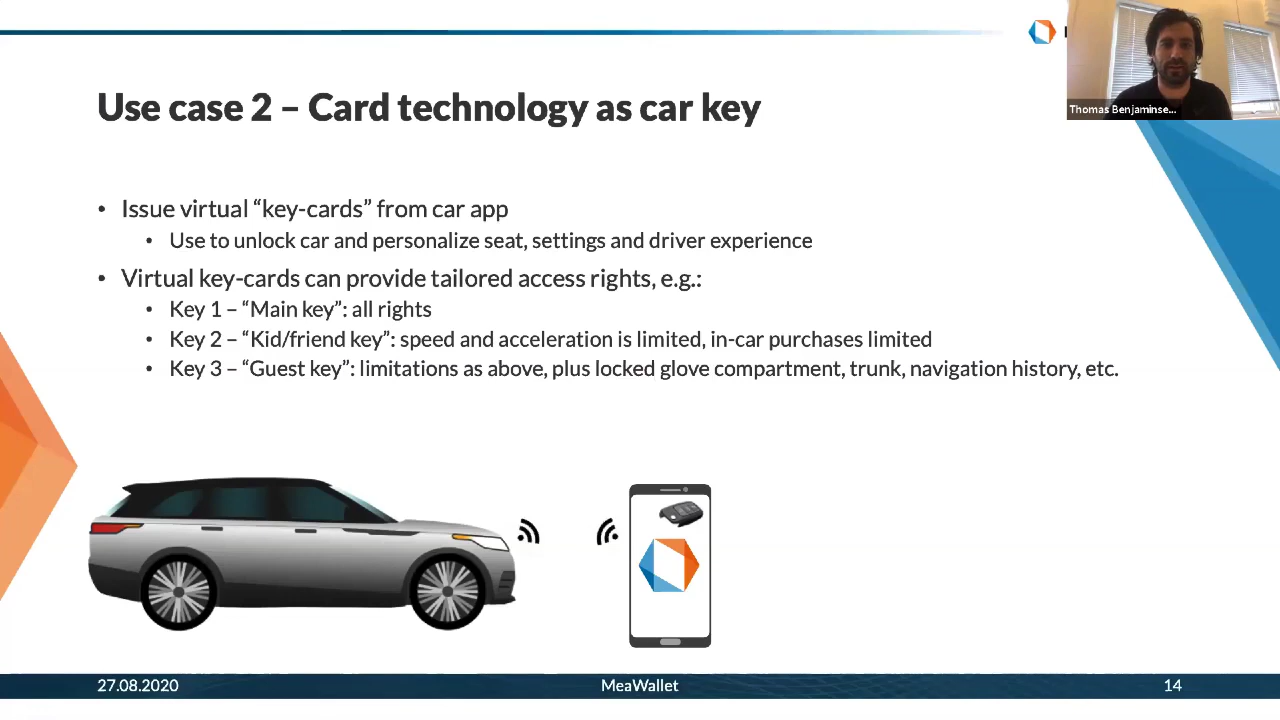 Use case 2 – Card technology as car key
Thomas Benjaminse...
• Issue virtual “key-cards” from car app
• Use to unlock car and personalize seat, settings and driver experience
• Virtual key-cards can provide tailored access rights, e.g.:
• Key 1 – “Main key”: all rights
• Key 2 – “Kid/friend key”: speed and acceleration is limited, in-car purchases limited
• Key 3 – “Guest key”: limitations as above, plus locked glove compartment, trunk, navigation history, etc.
27.08.2020
MeaWallet
14